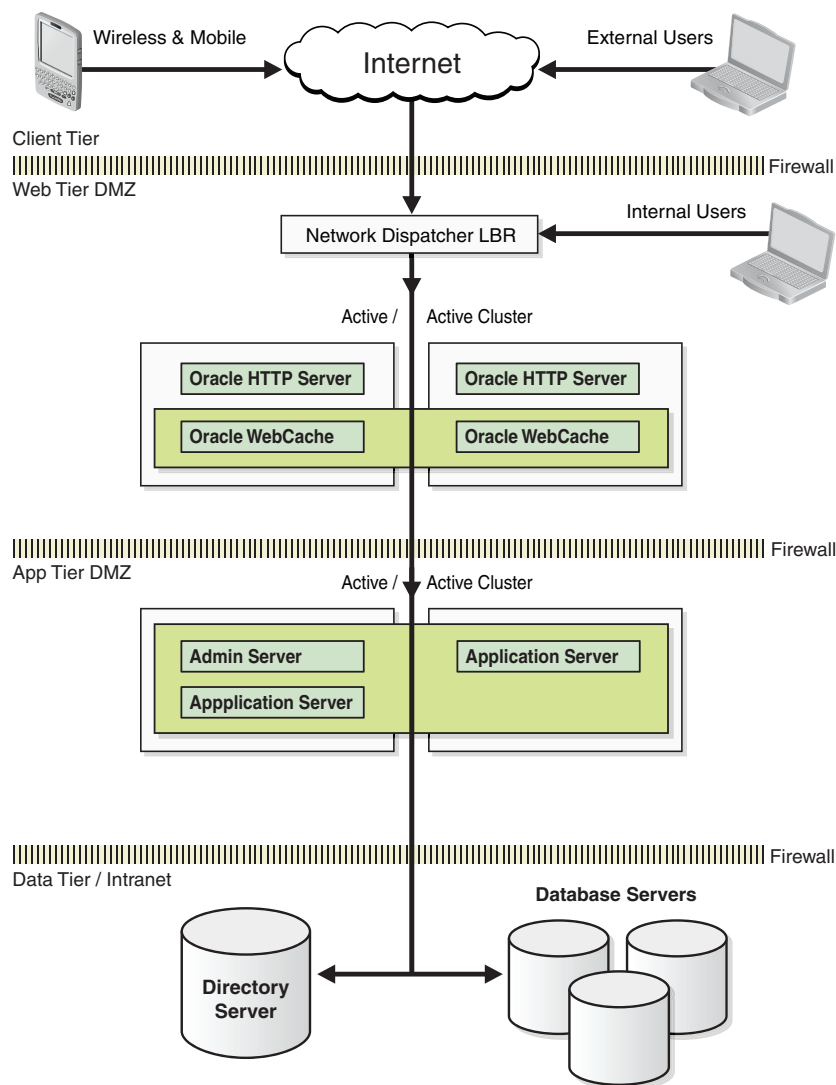 Wireless & Mobile
Internet
External Users
Client Tier
Firewall
Web Tier DMZ
Internal Users
Network Dispatcher LBR
Active /
Active Cluster
Oracle HTTP Server
Oracle HTTP Server
Oracle WebCache
Oracle WebCache
Firewall
App Tier DMZ
Active /
Active Cluster
Admin Server
Application Server
Appplication Server
Firewall
Data Tier / Intranet
Database Servers
Directory
Server